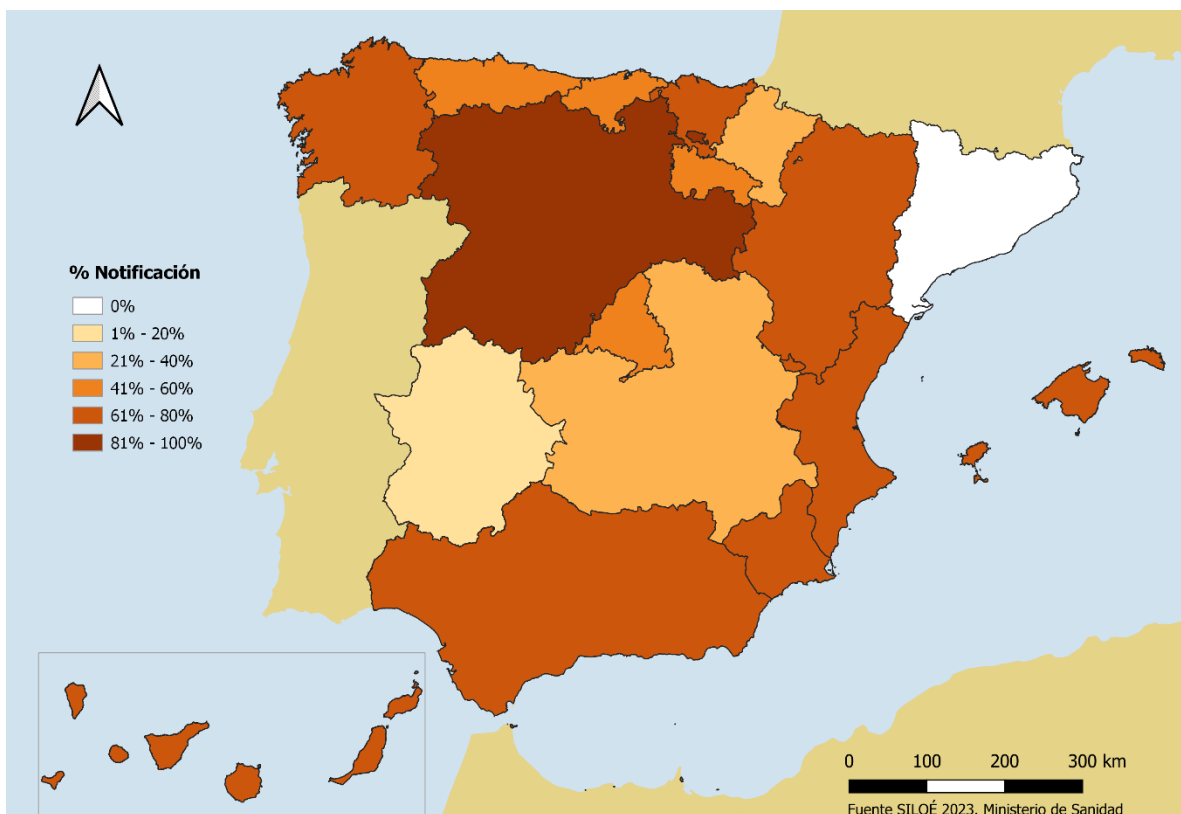 % Notificación
0%
1% - 20%
21% - 40%
41% - 60%
61% - 80%
81% - 100%
0 100 200 300 km
Fuente SILOÉ 2023. Ministerio de Sanidad